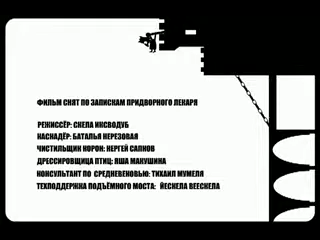 ФИЛЬМ СНЯТ ПО ЗАПИСКАМ ПРИДВОРНОГО ЛЕКАРЯ
РЕЖИССЁР: СКЕЛА ИКСВОДУБ
КАСКАДЁР: БАТАЛЬЯ НЕРЕЗОВАЯ
ЧИСТИЛЬЩИК КОРОН: НЕРГЕЙ САПКОВ
ДРЕССИРОВЩИЦА ПТИЦ: ЯША МАКУШИНА
КОНСУЛЬТАНТ ПО СРЕДНЕВЕКОВЬЮ: ТИХАИЛ МУМЕЛЯ
ТЕХПОДДЕРЖКА ПОДЪЁМНОГО МОСТА: ЙЕСКЕЛА ВЕЕСКЕЛА